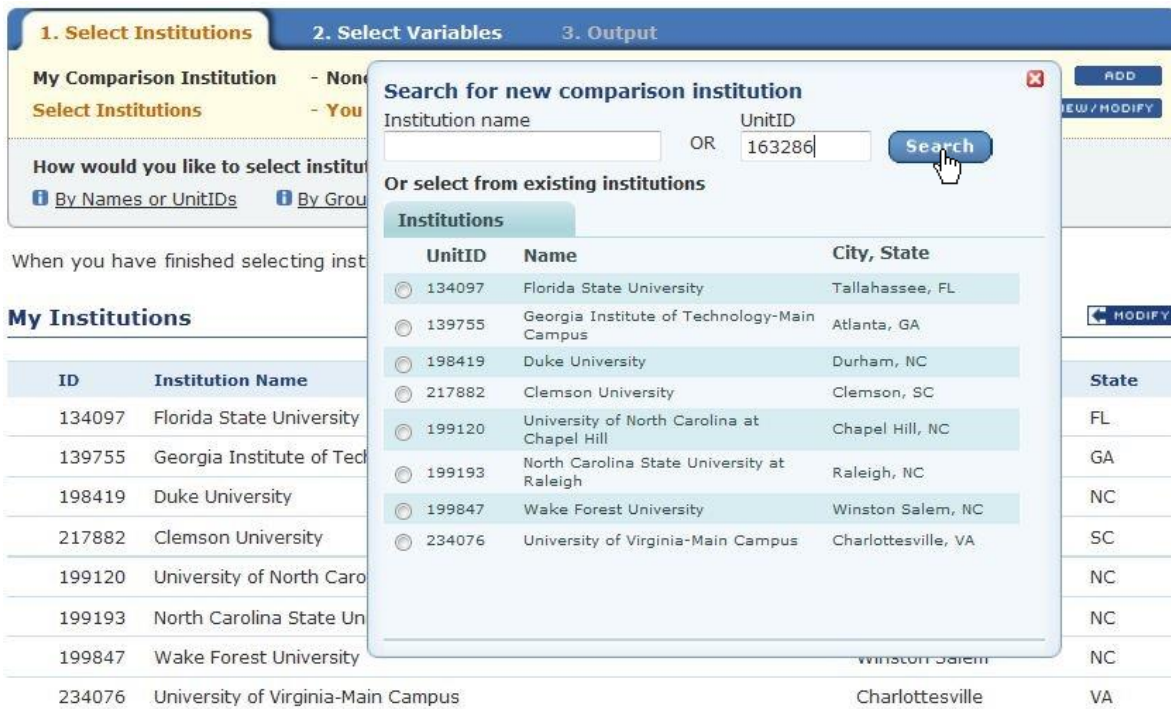 1. Select Institutions 2. Select Variables 3. Output
My Comparison Institution - None ADD
Select Institutions - You EW/MODIFY
How would you like to select institut
By Names or UnitIDs By Grou
When you have finished selecting inst
My Institutions MODIFY
ID Institution Name State
134097 Florida State University FL
139755 Georgia Institute of Tech GA
198419 Duke University NC
217882 Clemson University SC
199120 University of North Caro NC
199193 North Carolina State Un NC
199847 Wake Forest University Winston Salem NC
234076 University of Virginia-Main Campus Charlottesville VA
Search for new comparison institution
Institution name UnitID
OR 163286 Search
Or select from existing institutions
Institutions
UnitID Name City, State
134097 Florida State University Tallahassee, FL
139755 Georgia Institute of Technology-Main Atlanta, GA
Campus
198419 Duke University Durham, NC
217882 Clemson University Clemson, SC
199120 University of North Carolina at Chapel Hill, NC
Chapel Hill
199193 North Carolina State University at Raleigh, NC
Raleigh
199847 Wake Forest University Winston Salem, NC
234076 University of Virginia-Main Campus Charlottesville, VA